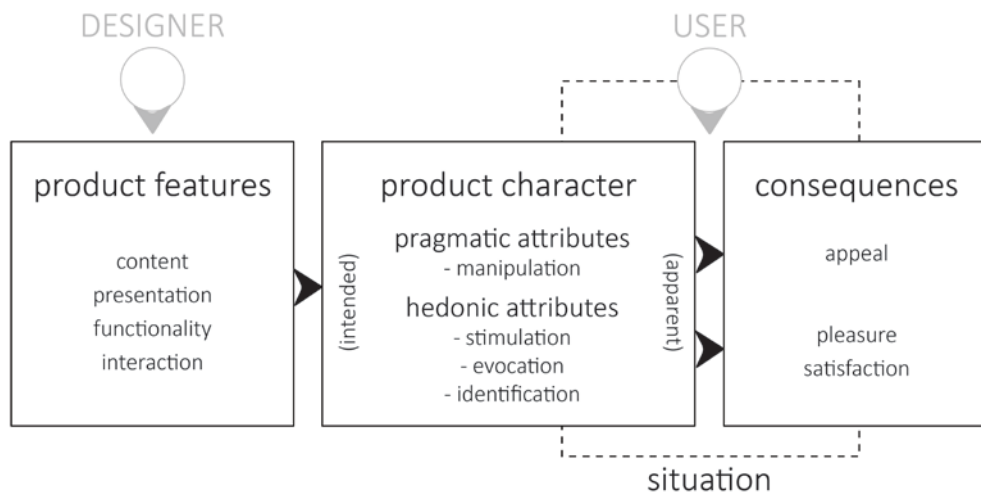 DESIGNER
USER
product features
content
presentation
functionality
interaction
(intended)
product character
pragmatic attributes
- manipulation
hedonic attributes
- stimulation
- evocation
- identification
(apparent)
consequences
appeal
pleasure
satisfaction
situation